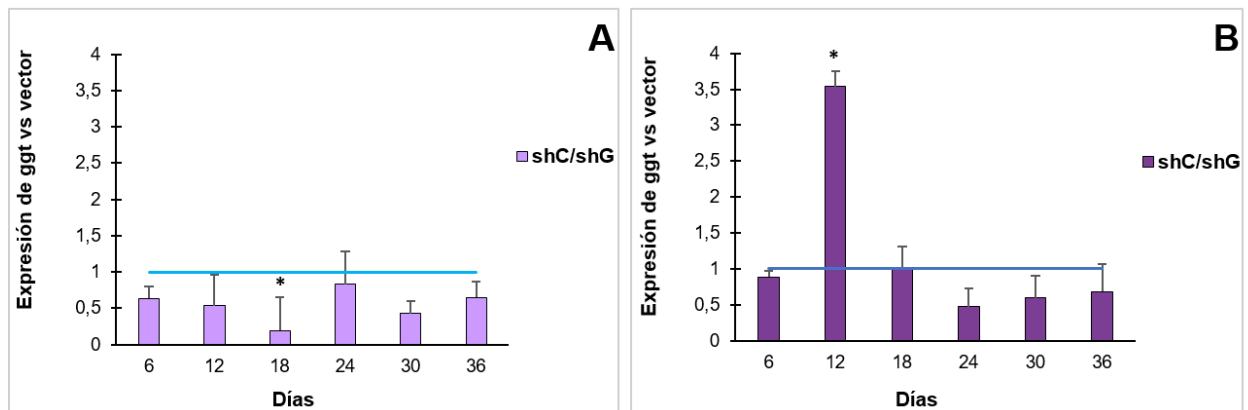 A
Expresión de ggt vs vector
4
3,5
3
2,5
2
1,5
1
0,5
0
*
6 12 18 24 30 36
Días
shC/shG
B
Expresión de ggt vs vector
4
3,5
3
2,5
2
1,5
1
0,5
0
*
6 12 18 24 30 36
Días
shC/shG